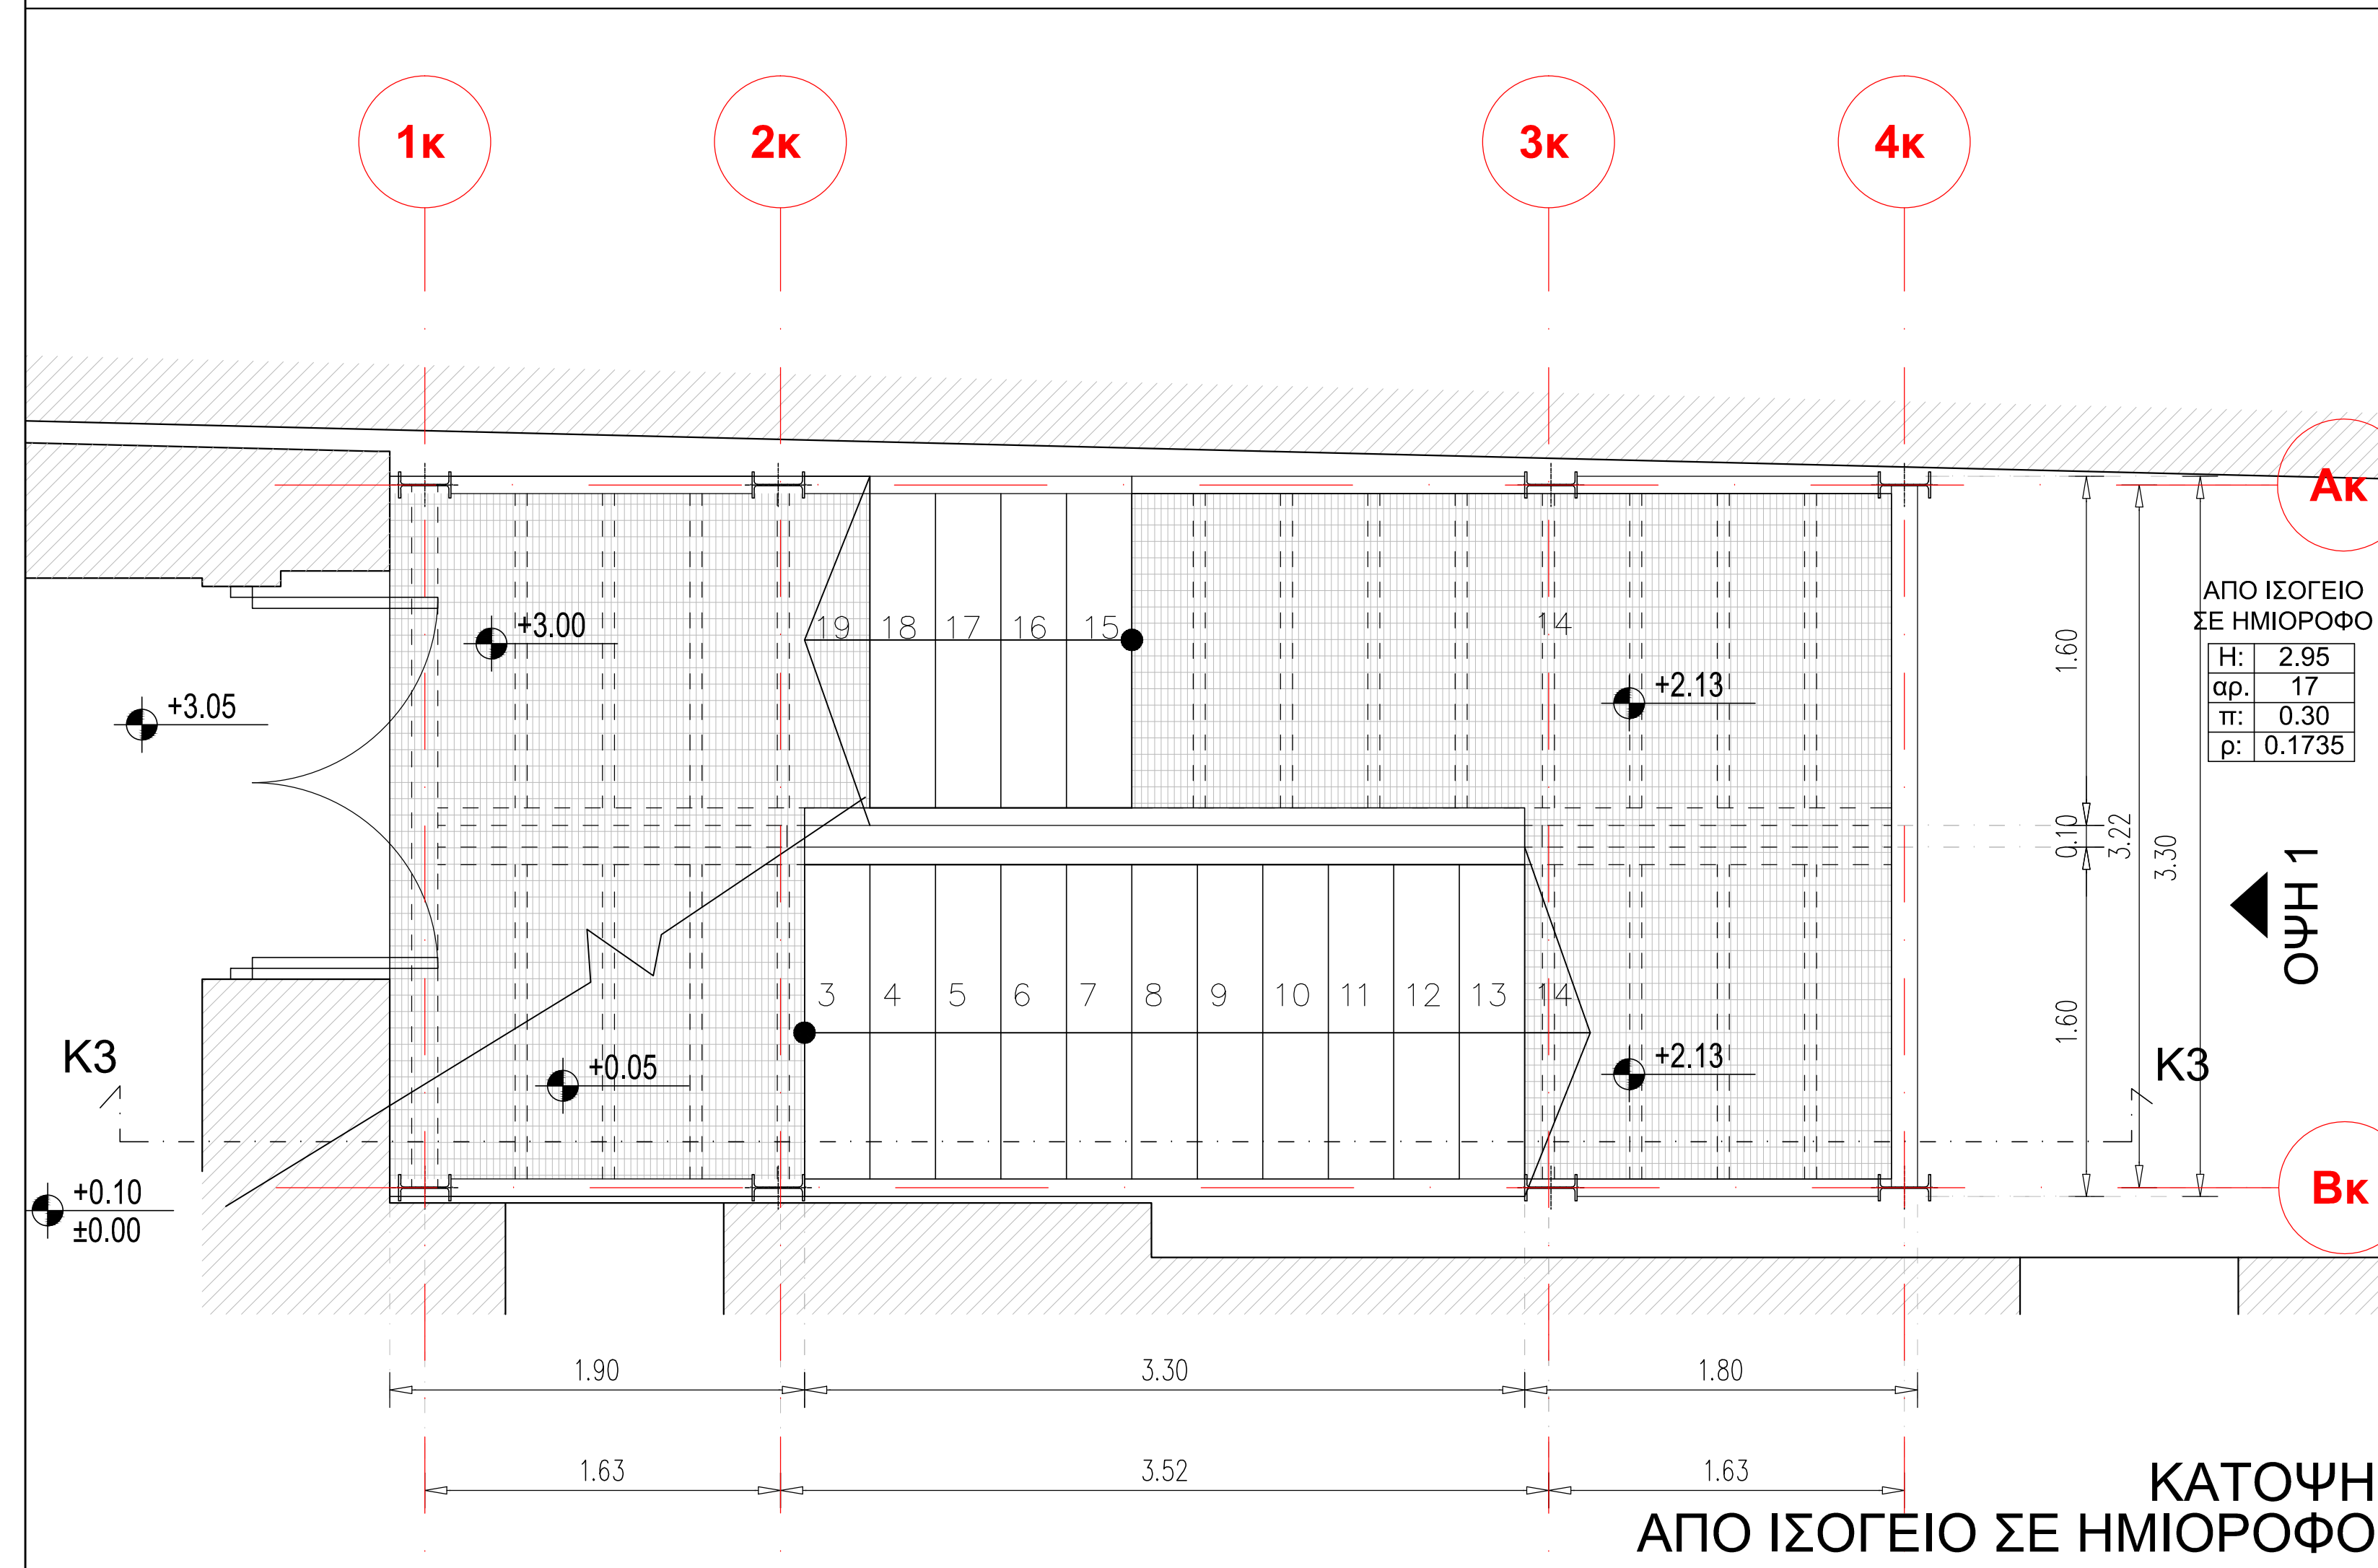 1κ
2κ
3κ
4κ
Ακ
ΑΠΟ ΙΣΟΓΕΙΟ
ΣΕ ΗΜΙΟΡΟΦΟ
Η: 2.95
αρ. 17
π: 0.30
ρ: 0.1735
+3.00
19 18 17 16 15
14
+3.05
+2.13
1.60
0.10
3.22
3.30
1.60
ΟΨΗ 1
3 4 5 6 7 8 9 10 11 12 13 14
+0.05
+2.13
K3
K3
+0.10
±0.00
Βκ
1.90
3.30
1.80
1.63
3.52
1.63
ΚΑΤΟΨΗ
ΑΠΟ ΙΣΟΓΕΙΟ ΣΕ ΗΜΙΟΡΟΦΟ